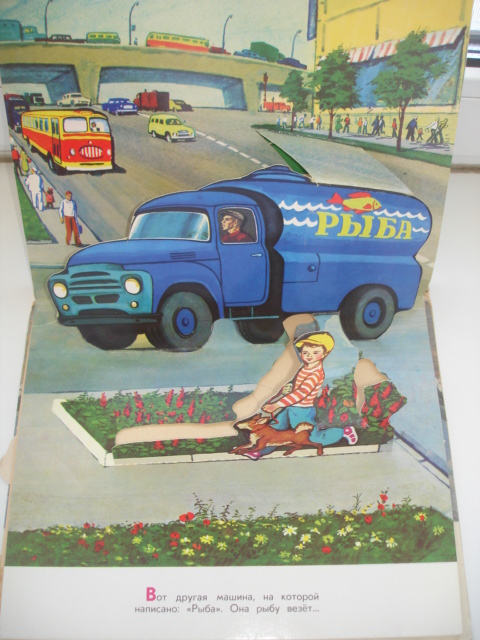 РЫБА
Вот другая машина, на которой
написано: «Рыба». Она рыбу везёт...